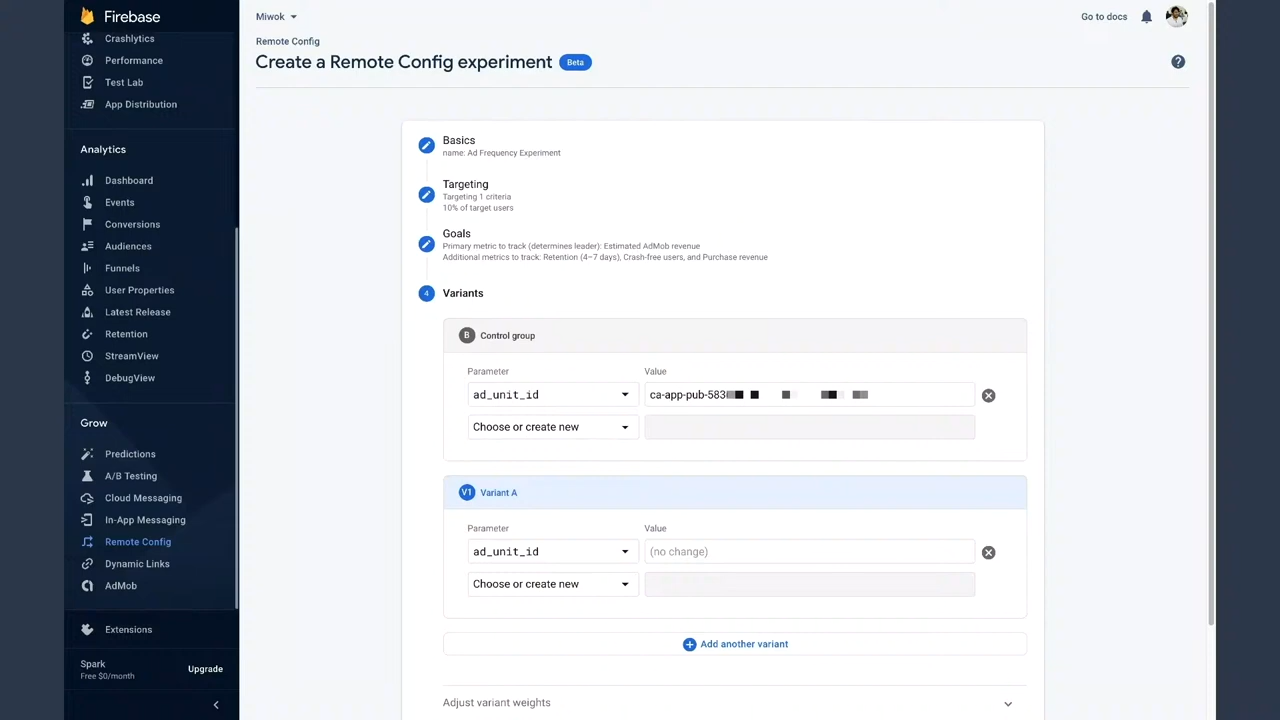 Firebase
Crashlytics
Performance
Test Lab
App Distribution
Analytics
Dashboard
Events
Conversions
Audiences
Funnels
User Properties
Latest Release
Retention
StreamView
DebugView
Grow
Predictions
A/B Testing
Cloud Messaging
In-App Messaging
Remote Config
Dynamic Links
AdMob
Extensions
Spark
Free $0/month
Upgrade
Miwok
Go to docs
Remote Config
Create a Remote Config experiment Beta
Basics
name: Ad Frequency Experiment
Targeting
Targeting 1 criteria
10% of target users
Goals
Primary metric to track (determines leader): Estimated AdMob revenue
Additional metrics to track: Retention (4–7 days), Crash-free users, and Purchase revenue
4 Variants
B Control group
Parameter Value
ad_unit_id ca-app-pub-583
Choose or create new
V1 Variant A
Parameter Value
ad_unit_id (no change)
Choose or create new
Add another variant
Adjust variant weights